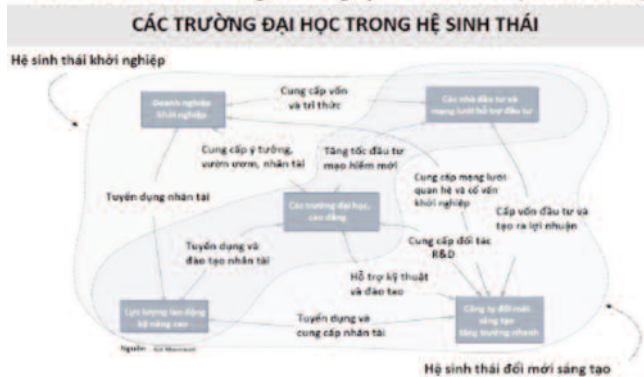 CÁC TRƯỜNG ĐẠI HỌC TRONG HỆ SINH THÁI
Hệ sinh thái khởi nghiệp
Doanh nghiệp
khởi nghiệp
Cung cấp vốn
và tri thức
Các nhà đầu tư và
mạng lưới hỗ trợ đầu tư
Cung cấp ý tưởng,
vườn ươm, nhân tài
Tăng tốc đầu tư
mạo hiểm mới
Cung cấp mạng lưới
quan hệ và cố vấn
khởi nghiệp
Tuyển dụng nhân tài
Các trường đại học,
cao đẳng
Cấp vốn đầu tư và
tạo ra lợi nhuận
Tuyển dụng và
đào tạo nhân tài
Cung cấp đối tác
R&D
Hỗ trợ kỹ thuật
và đào tạo
Lực lượng lao động
kỹ năng cao
Tuyển dụng và
cung cấp nhân tài
Công ty đổi mới
sáng tạo
tăng trưởng nhanh
Nguồn
Hệ sinh thái đổi mới sáng tạo